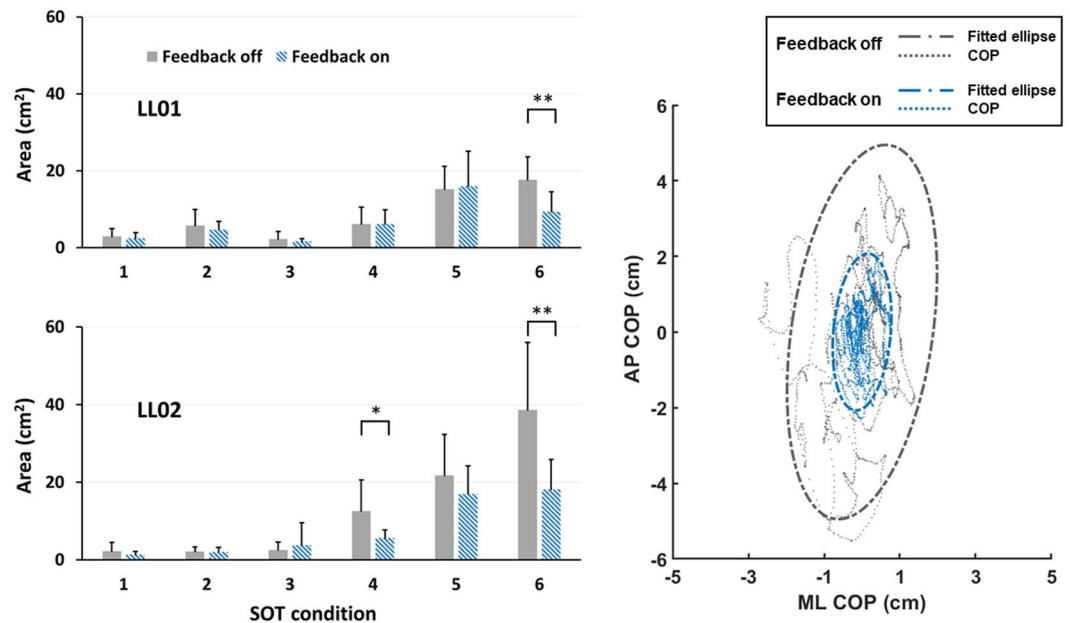 60
40
20
0
Area (cm²)
Feedback off
Feedback on
LL01
**
1 2 3 4 5 6
60
40
20
0
Area (cm²)
LL02
*
**
1 2 3 4 5 6
SOT condition
Feedback off
Fitted ellipse
COP
Feedback on
Fitted ellipse
COP
6
4
2
0
-2
-4
-6
AP COP (cm)
-5 -3 -1 1 3 5
ML COP (cm)